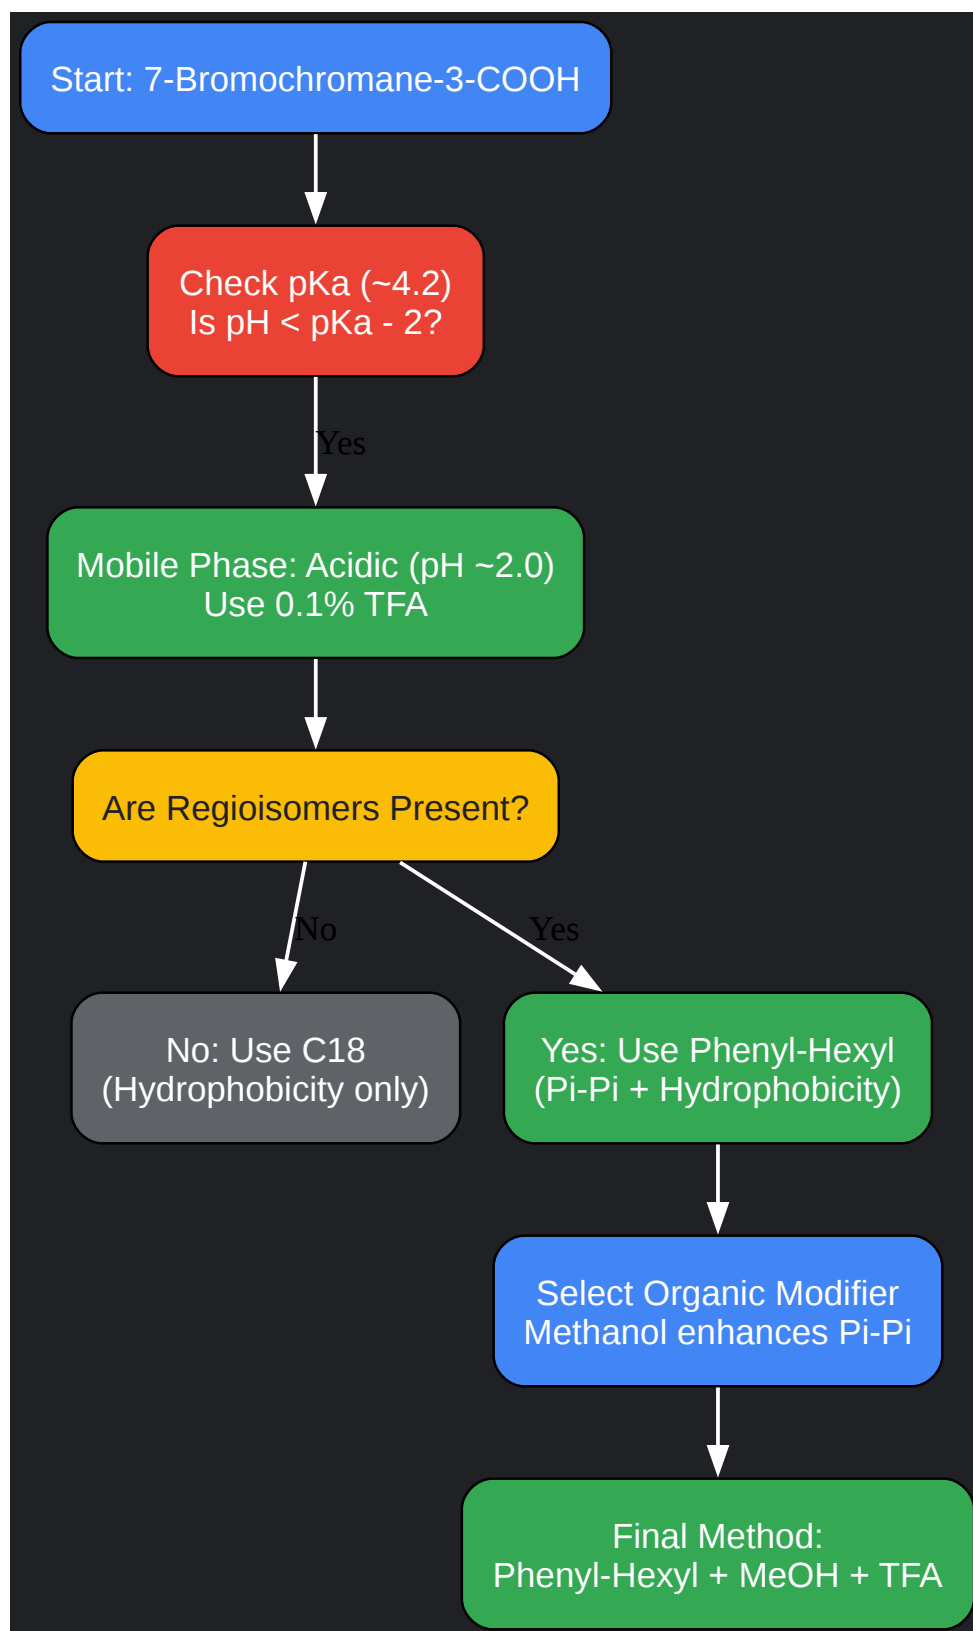 Start: 7-Bromochromane-3-COOH
Check pKa (~4.2)
Is pH < pKa - 2?
Yes
Mobile Phase: Acidic (pH ~2.0)
Use 0.1% TFA
Are Regioisomers Present?
No
Yes
No: Use C18
(Hydrophobicity only)
Yes: Use Phenyl-Hexyl
(Pi-Pi + Hydrophobicity)
Select Organic Modifier
Methanol enhances Pi-Pi
Final Method:
Phenyl-Hexyl + MeOH + TFA